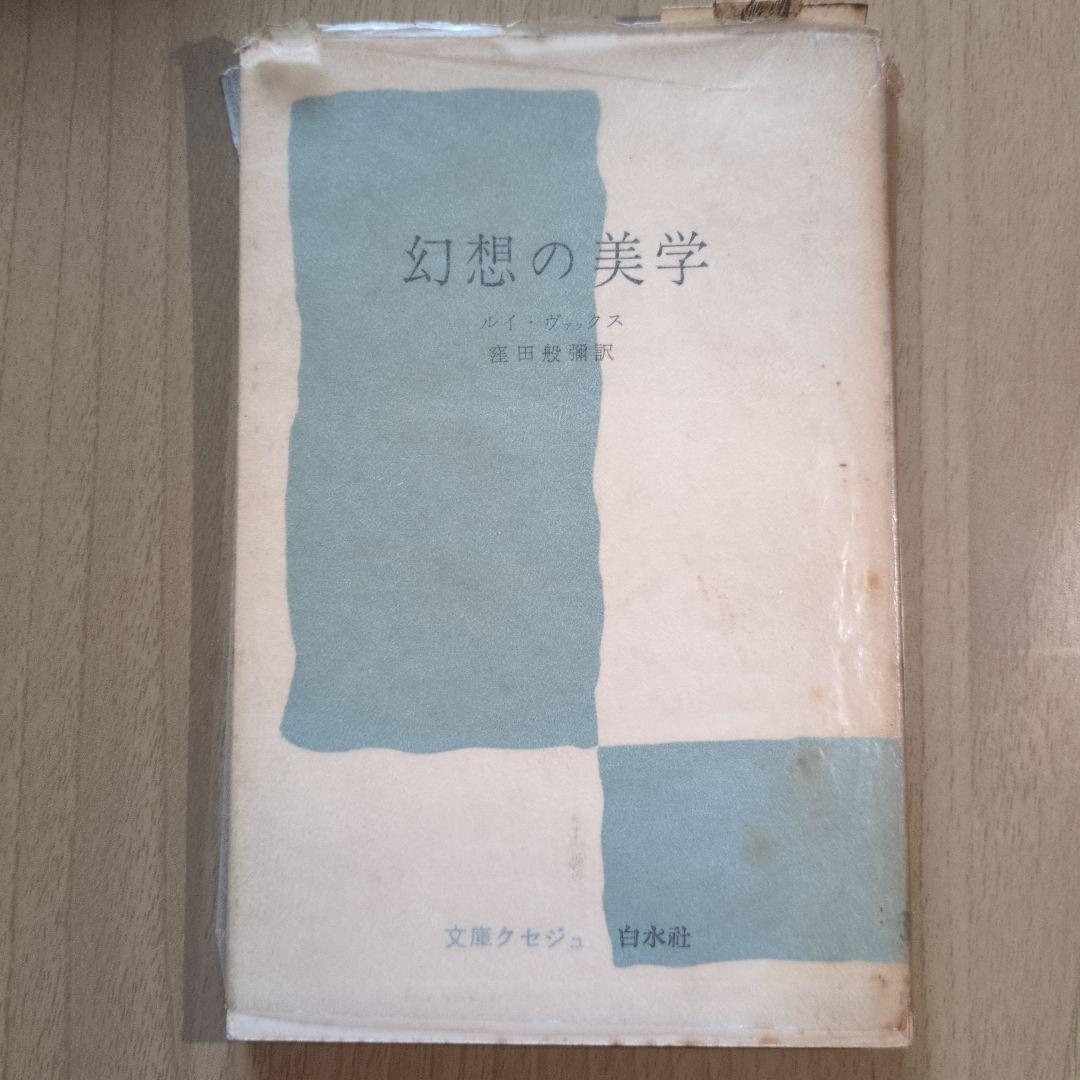 幻想の美学
ルイ・ヴァックス
窪田般彌訳
文庫クセジュ 白水社